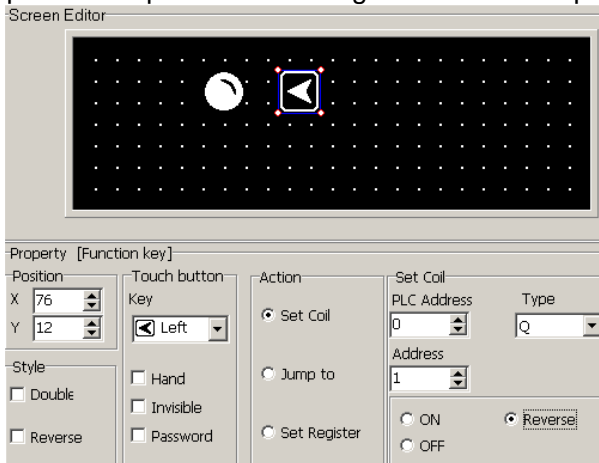 Screen Editor
Property [Function key]
Position
X 76
Y 12
Style
Double
Reverse
Touch button
Key
Left
Hand
Invisible
Password
Action
Set Coil
Jump to
Set Register
Set Coil
PLC Address
Type
0
Q
Address
1
ON
Reverse
OFF